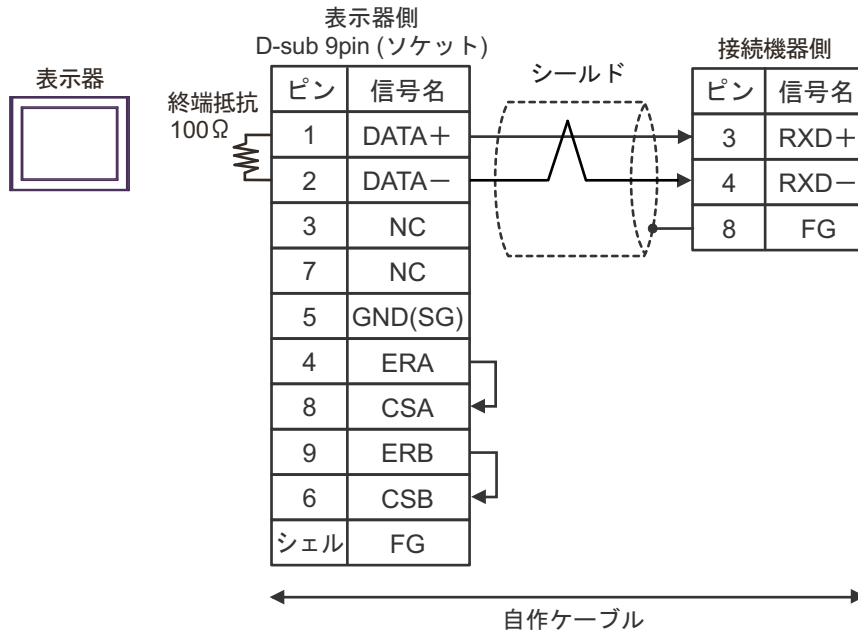 表示器側
D-sub 9pin (ソケット)
表示器
終端抵抗
100Ω
シールド
接続機器側
ピン 信号名
1 DATA＋
2 DATA－
3 NC
7 NC
5 GND(SG)
4 ERA
8 CSA
9 ERB
6 CSB
シェル FG
ピン 信号名
3 RXD＋
4 RXD－
8 FG
自作ケーブル